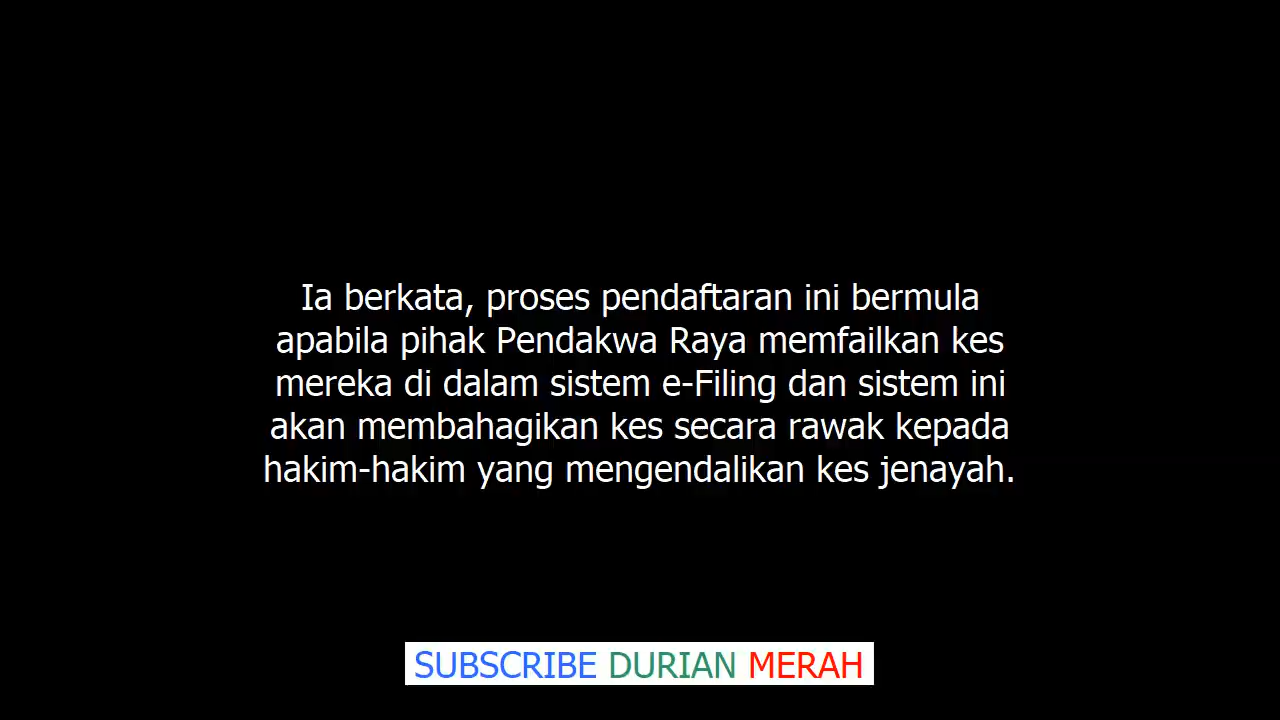 Ia berkata, proses pendaftaran ini bermula
apabila pihak Pendakwa Raya memfailkan kes
mereka di dalam sistem e-Filing dan sistem ini
akan membahagikan kes secara rawak kepada
hakim-hakim yang mengendalikan kes jenayah.
SUBSCRIBE DURIAN MERAH